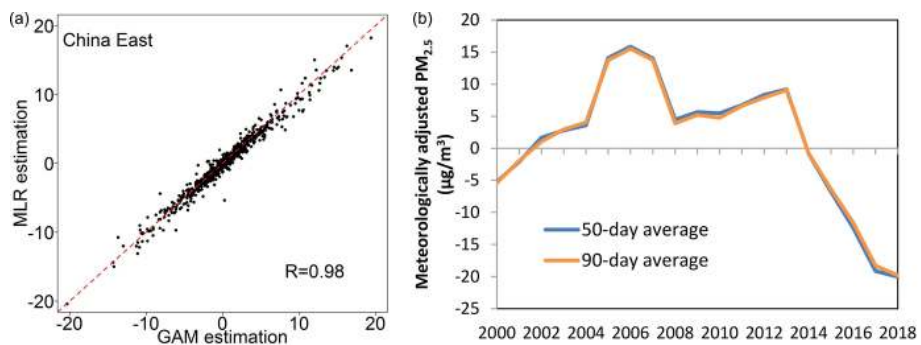 (a)
China East
MLR estimation
20
10
0
-10
-20
R=0.98
-20
-10
0
10
20
GAM estimation
(b)
Meteorologically adjusted PM2.5
(µg/m³)
25
20
15
10
5
0
-5
-10
-15
-20
-25
50-day average
90-day average
2000 2002 2004 2006 2008 2010 2012 2014 2016 2018